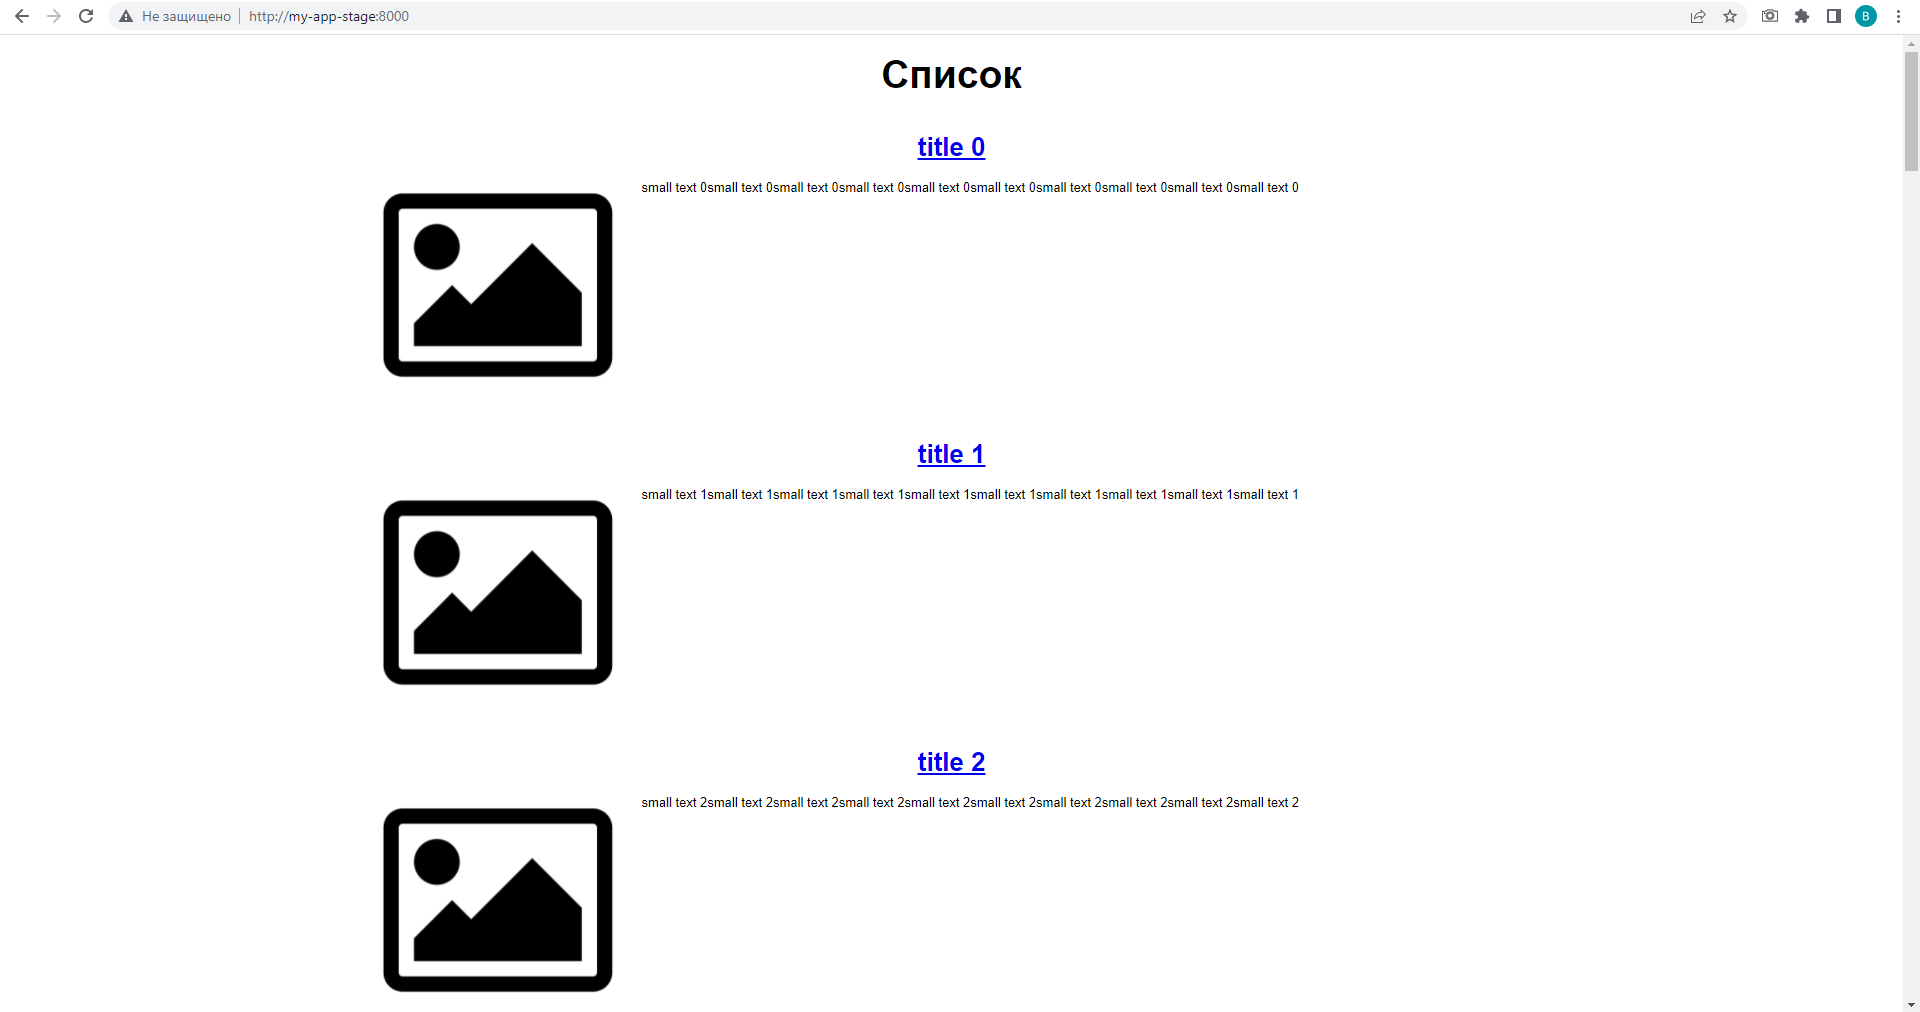 Не защищено http://my-app-stage:8000
B
Список
title 0
small text 0small text 0small text 0small text 0small text 0small text 0small text 0small text 0small text 0small text 0
title 1
small text 1small text 1small text 1small text 1small text 1small text 1small text 1small text 1small text 1small text 1
title 2
small text 2small text 2small text 2small text 2small text 2small text 2small text 2small text 2small text 2small text 2